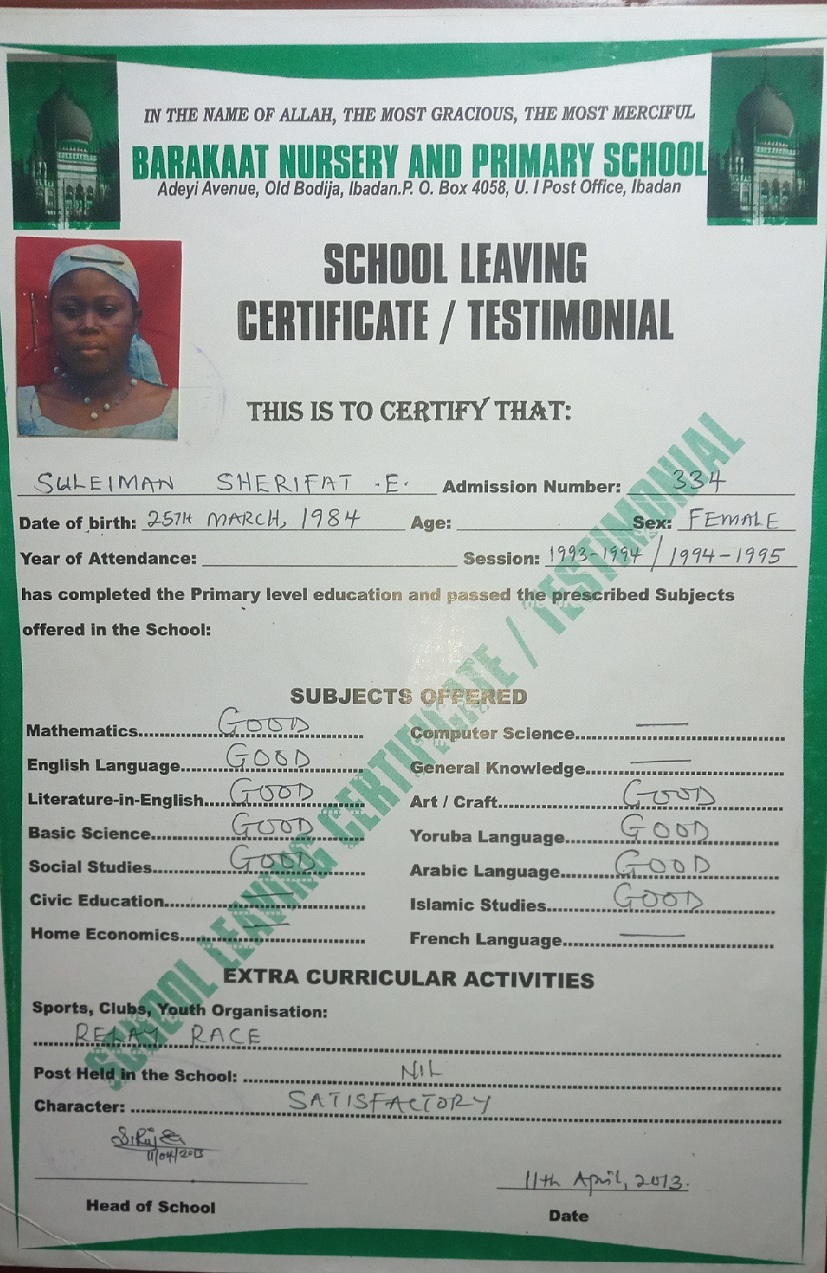 IN THE NAME OF ALLAH, THE MOST GRACIOUS, THE MOST MERCIFUL
BARAKAAT NURSERY AND PRIMARY SCHOOL
Adeyi Avenue, Old Bodija, Ibadan.P. O. Box 4058, U. I Post Office, Ibadan
SCHOOL LEAVING
CERTIFICATE / TESTIMONIAL
THIS IS TO CERTIFY THAT:
SULEIMAN SHERIFAT .E. Admission Number: 334
Date of birth: 25TH MARCH, 1984 Age: Sex: FEMALE
Year of Attendance: Session: 1993-1994 / 1994-1995
has completed the Primary level education and passed the prescribed Subjects
offered in the School:
SUBJECTS OFFERED
Mathematics GOOD Computer Science —
English Language GOOD General Knowledge —
Literature-in-English GOOD Art / Craft GOOD
Basic Science GOOD Yoruba Language GOOD
Social Studies GOOD Arabic Language GOOD
Civic Education — Islamic Studies GOOD
Home Economics — French Language —
EXTRA CURRICULAR ACTIVITIES
Sports, Clubs, Youth Organisation:
RELAY RACE
Post Held in the School: NIL
Character: SATISFACTORY
11/04/2013
11th April, 2013.
Head of School Date
SCHOOL LEAVING CERTIFICATE / TESTIMONIAL